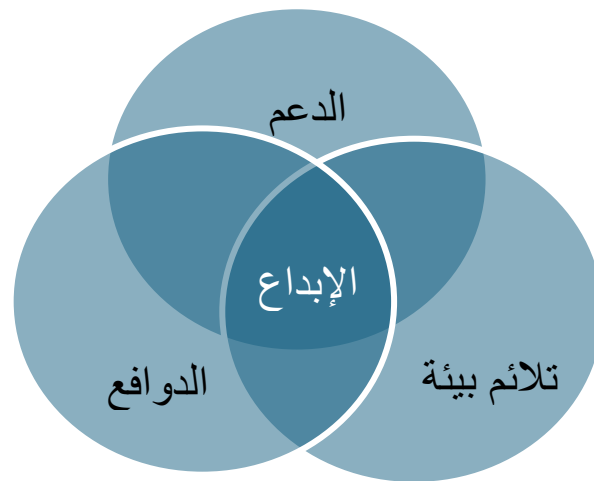 الدعم
الإبداع
الدوافع
تلائم بيئة